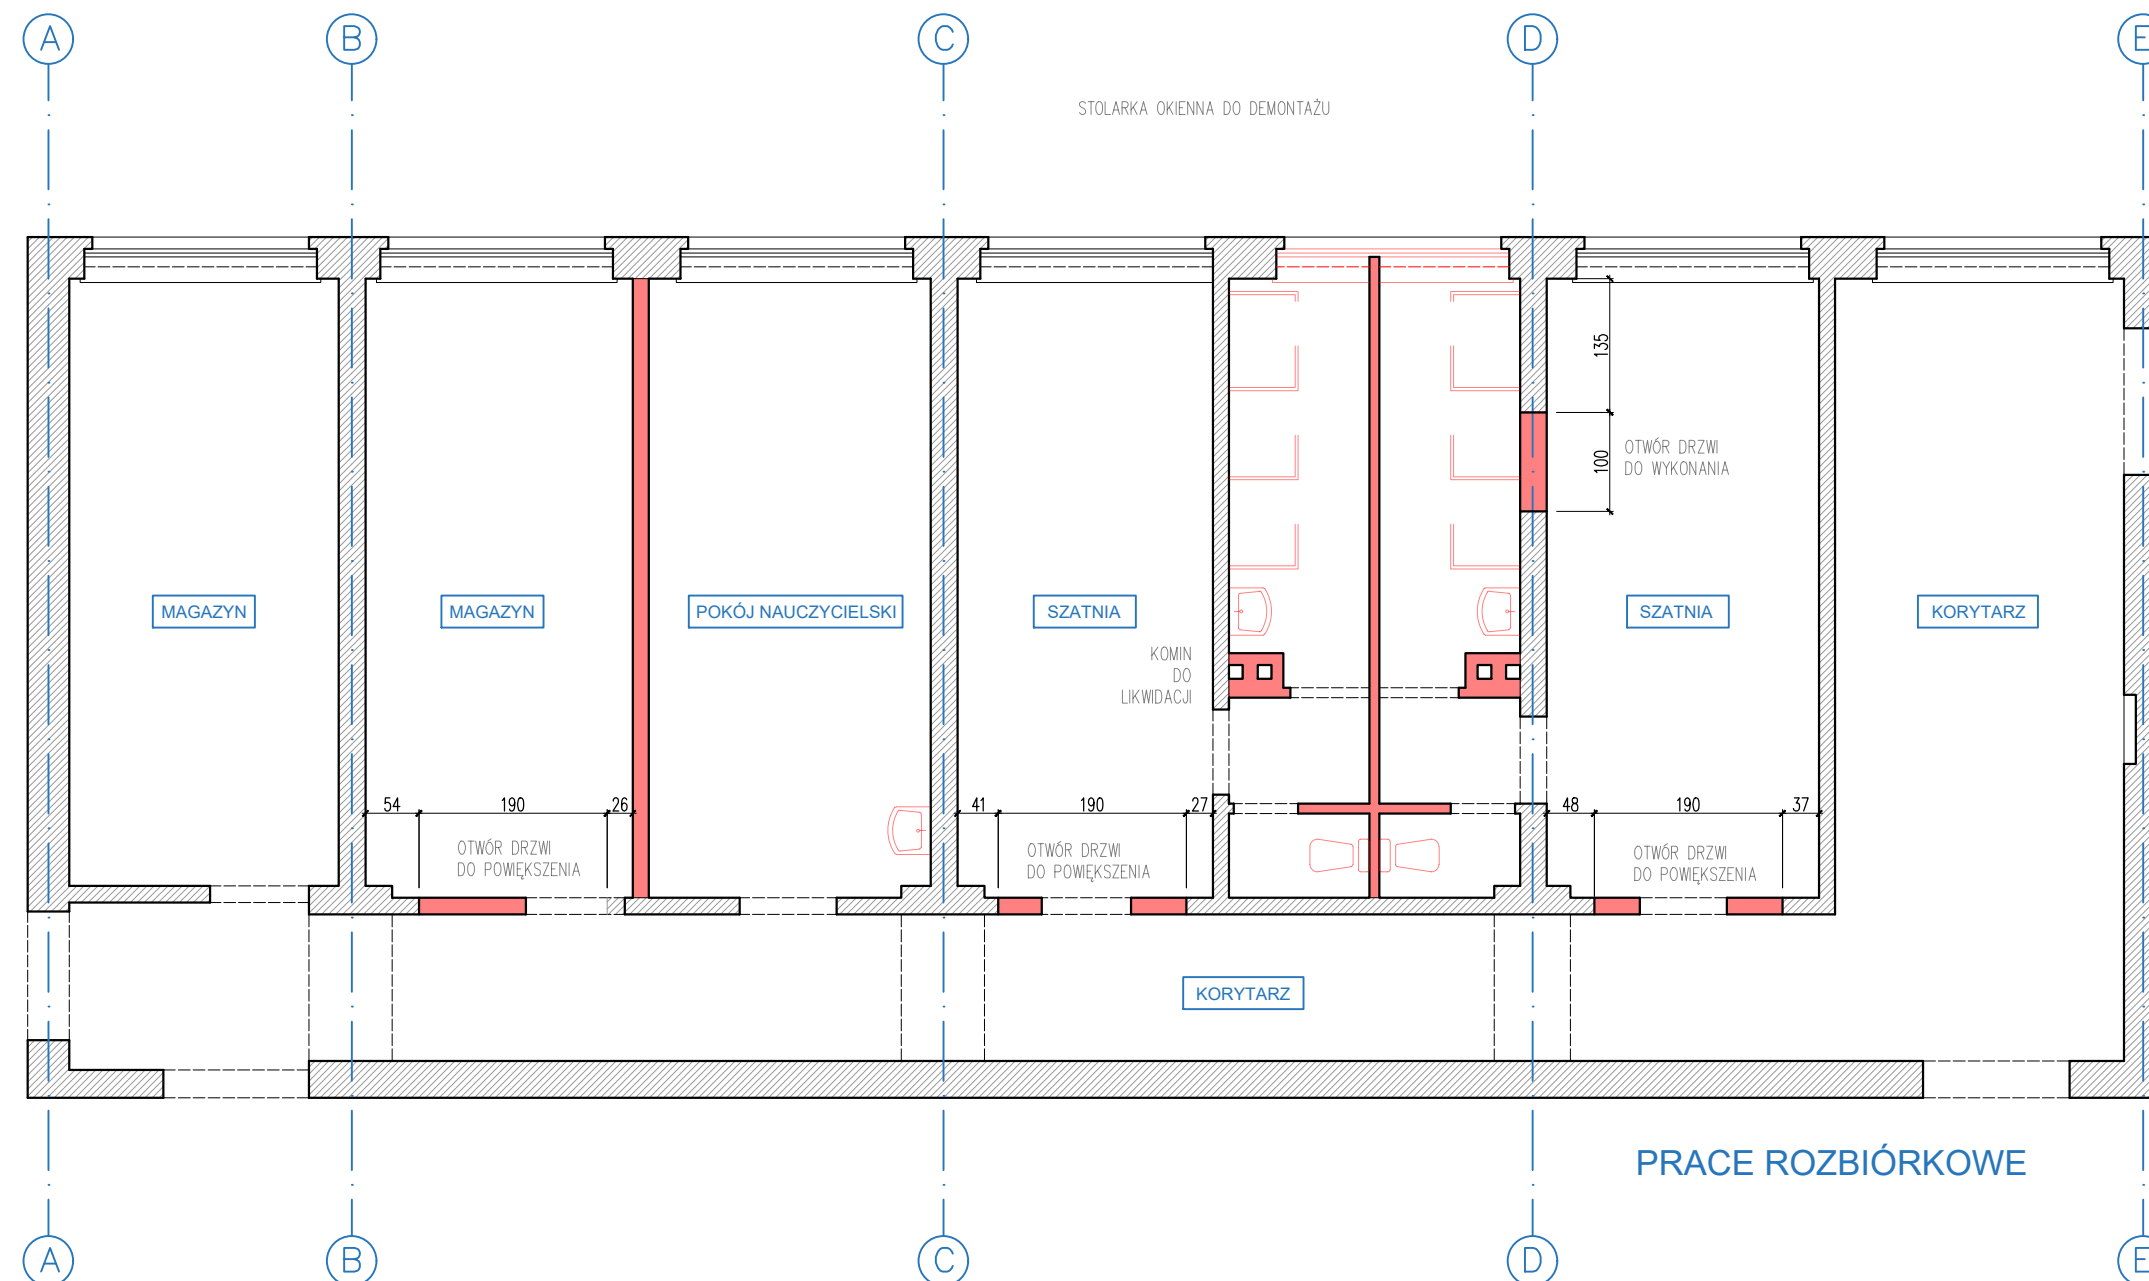 A B C D E
STOLARKA OKIENNA DO DEMONTAŻU
135
100
OTWÓR DRZWI
DO WYKONANIA
MAGAZYN
MAGAZYN
POKÓJ NAUCZYCIELSKI
SZATNIA
SZATNIA
KORYTARZ
KOMIN
DO
LIKWIDACJI
54 190 26
41 190 27
48 190 37
OTWÓR DRZWI
DO POWIĘKSZENIA
OTWÓR DRZWI
DO POWIĘKSZENIA
OTWÓR DRZWI
DO POWIĘKSZENIA
KORYTARZ
PRACE ROZBIÓRKOWE
A B C D E